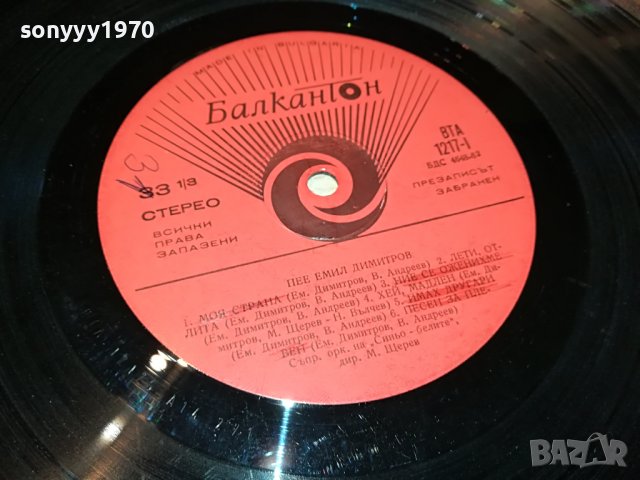 sonyyy1970
MADE IN BULGARIA
Балкантон
ВТА
1217-I
БДС 4648-82
ПРЕЗАПИСЪТ
ЗАБРАНЕН
33 1/3
СТЕРЕО
ВСИЧКИ
ПРАВА
ЗАПАЗЕНИ
ПЕЕ ЕМИЛ ДИМИТРОВ
1. МОЯ СТРАНА (Ем. Димитров, В. Андреев) 2. ЛЕТИ, ОТ-
ЛИТА (Ем. Димитров, В. Андреев) 3. НИЕ СЕ ОЖЕНИХМЕ
(Ем. Димитров, В. Андреев) 4. ХЕЙ, МАДЛЕН (Ем. Ди-
митров, М. Щерев - Н. Вълчев) 5. ИМАХ ДРУГАРИ
(Ем. Димитров, В. Андреев) 6. ПЕСЕН ЗА ПЛЕ-
ВЕН (Ем. Димитров, В. Андреев)
Съпр. орк. на „Синьо - белите“,
дир. М. Щерев
BAZAR